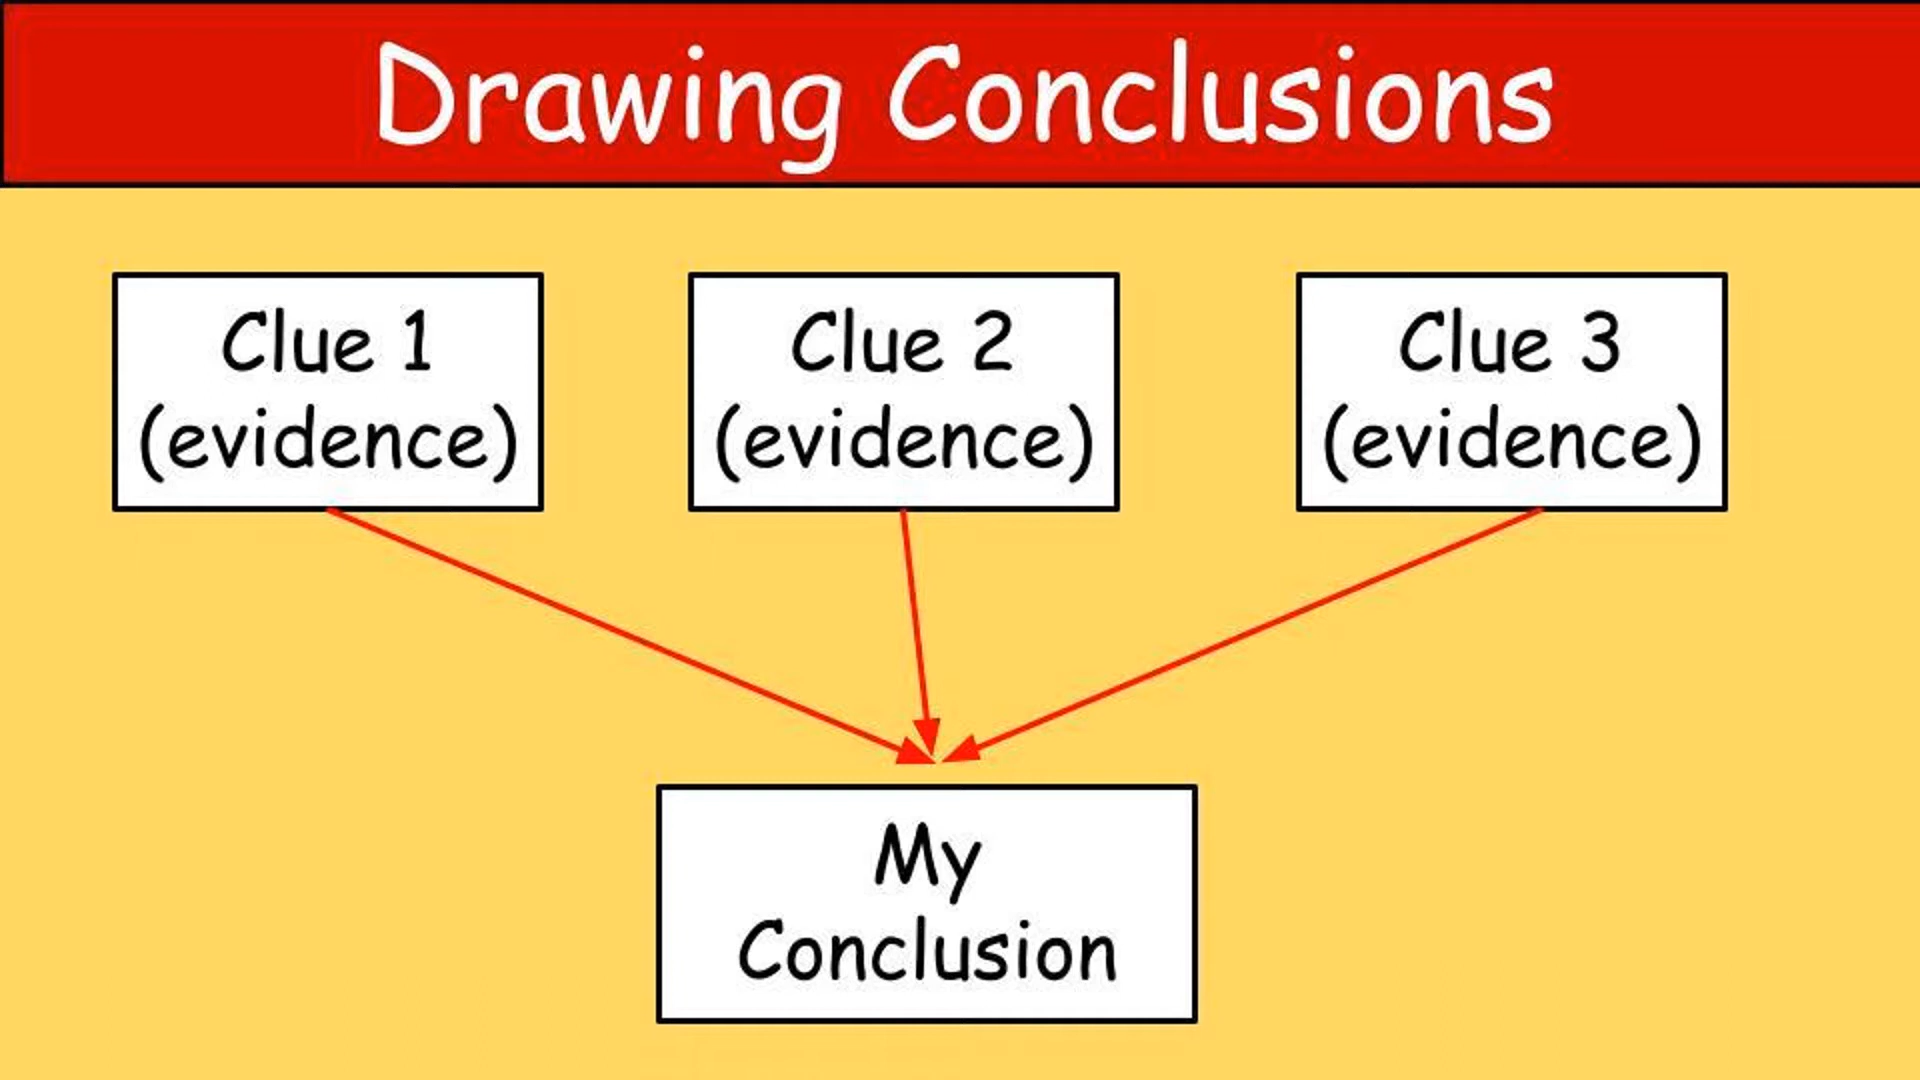 Drawing Conclusions
Clue 1
(evidence)
Clue 2
(evidence)
Clue 3
(evidence)
My
Conclusion